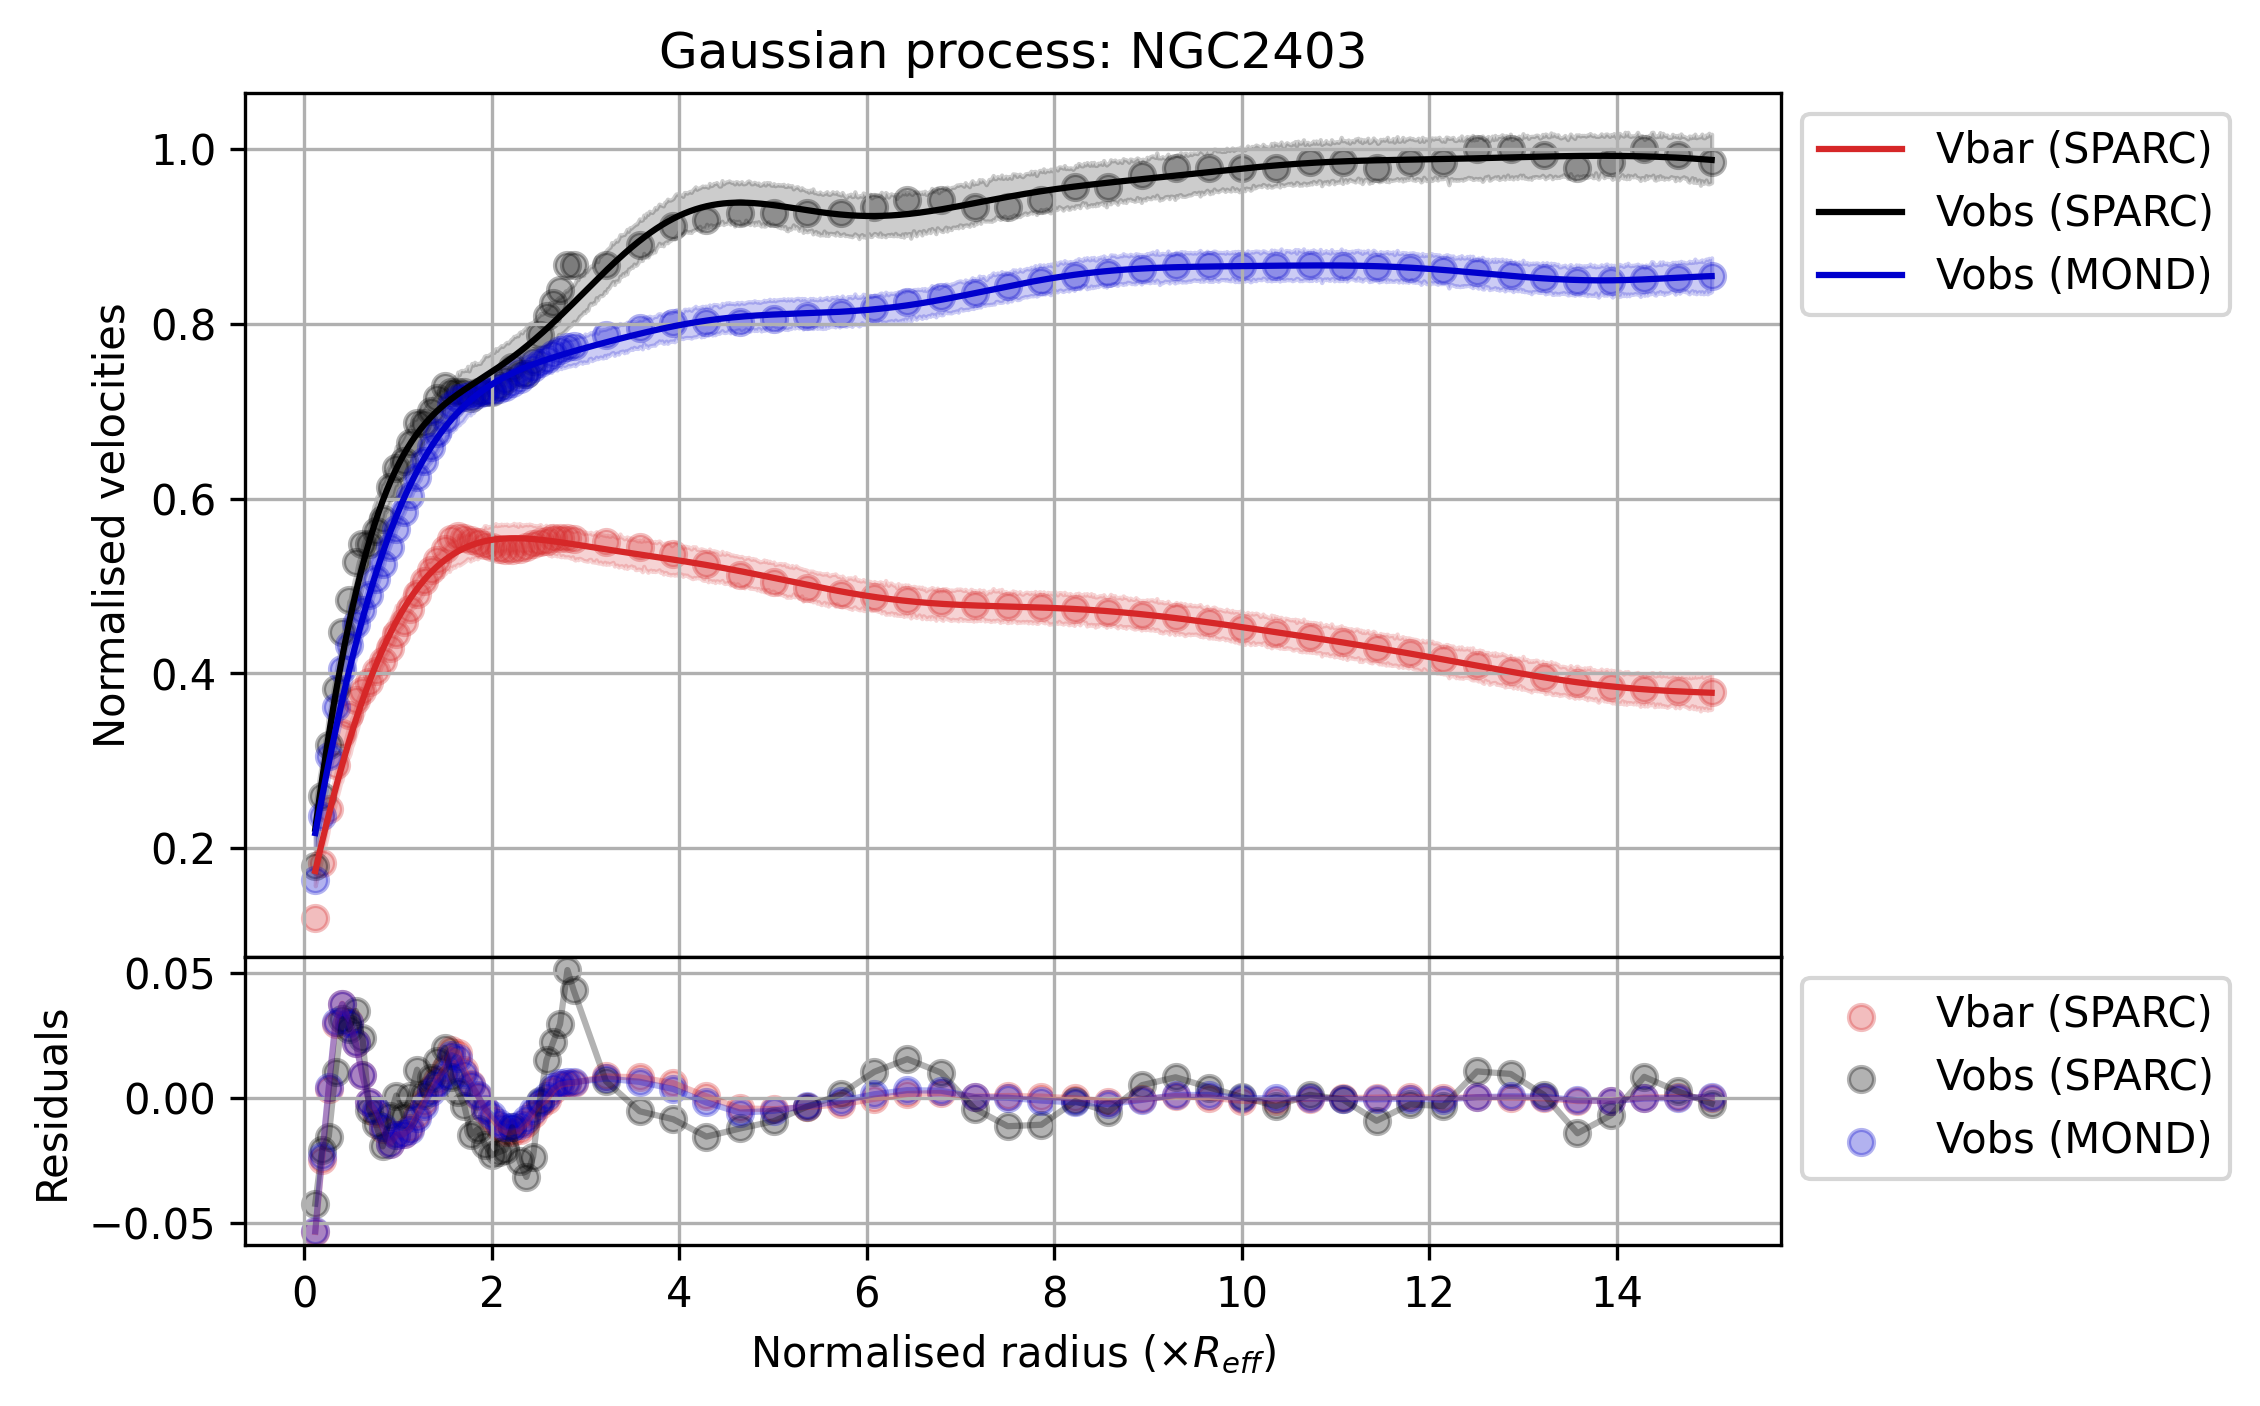 Gaussian process: NGC2403
Normalised velocities
1.0
0.8
0.6
0.4
0.2
Vbar (SPARC)
Vobs (SPARC)
Vobs (MOND)
Residuals
0.05
0.00
−0.05
Vbar (SPARC)
Vobs (SPARC)
Vobs (MOND)
0 2 4 6 8 10 12 14
Normalised radius (×R_eff)